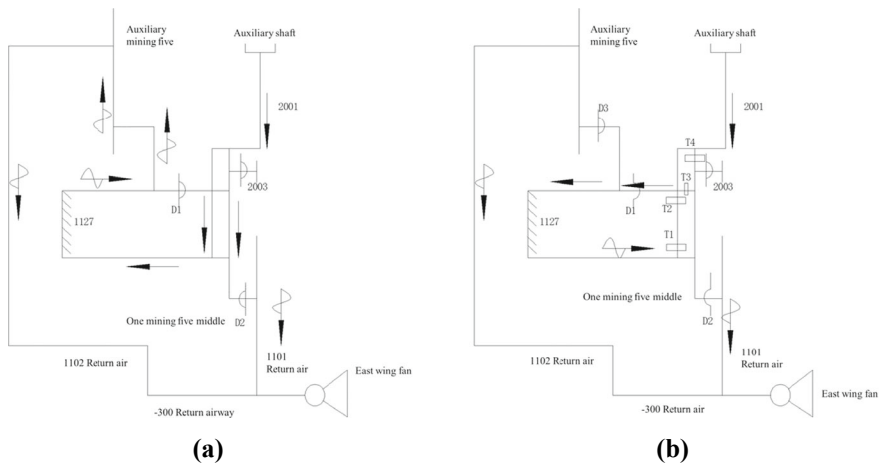 Auxiliary
mining five
Auxiliary shaft
2001
2003
D1
1127
D2
One mining five middle
1102 Return air
1101
Return air
East wing fan
-300 Return airway
(a)
Auxiliary
mining five
Auxiliary shaft
2001
D3
T4
2003
T3
D1
T2
1127
T1
One mining five middle
D2
1102 Return air
1101
Return air
East wing fan
-300 Return air
(b)